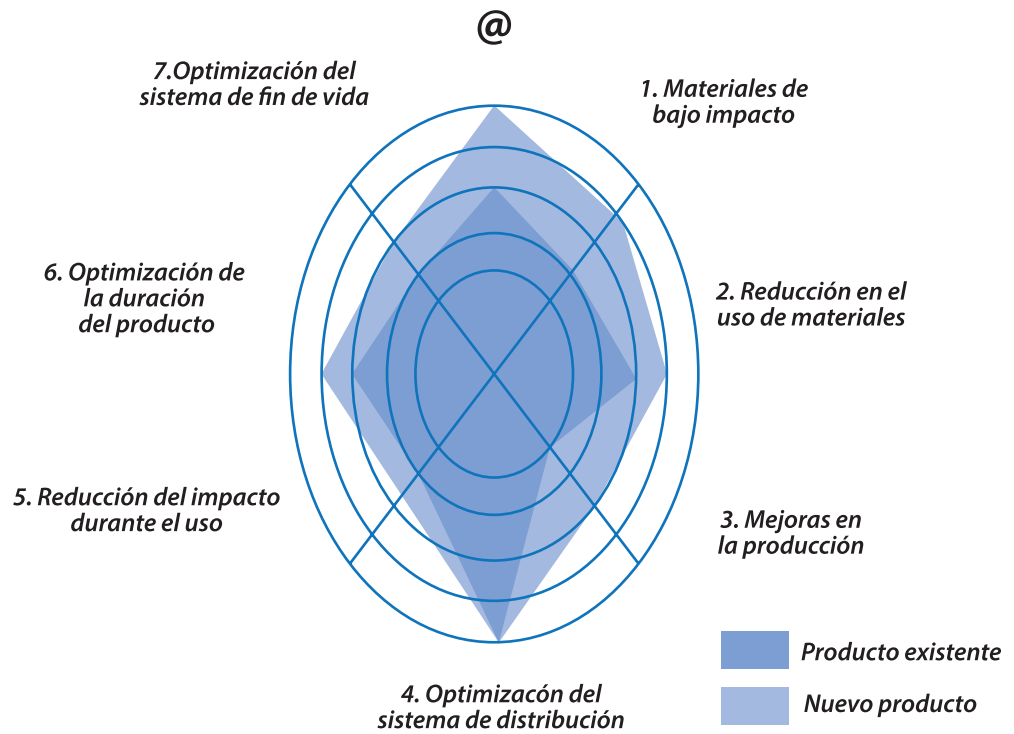 @
7.Optimización del
sistema de fin de vida
1. Materiales de
bajo impacto
6. Optimización de
la duración
del producto
2. Reducción en el
uso de materiales
5. Reducción del impacto
durante el uso
3. Mejoras en
la producción
4. Optimizacón del
sistema de distribución
Producto existente
Nuevo producto